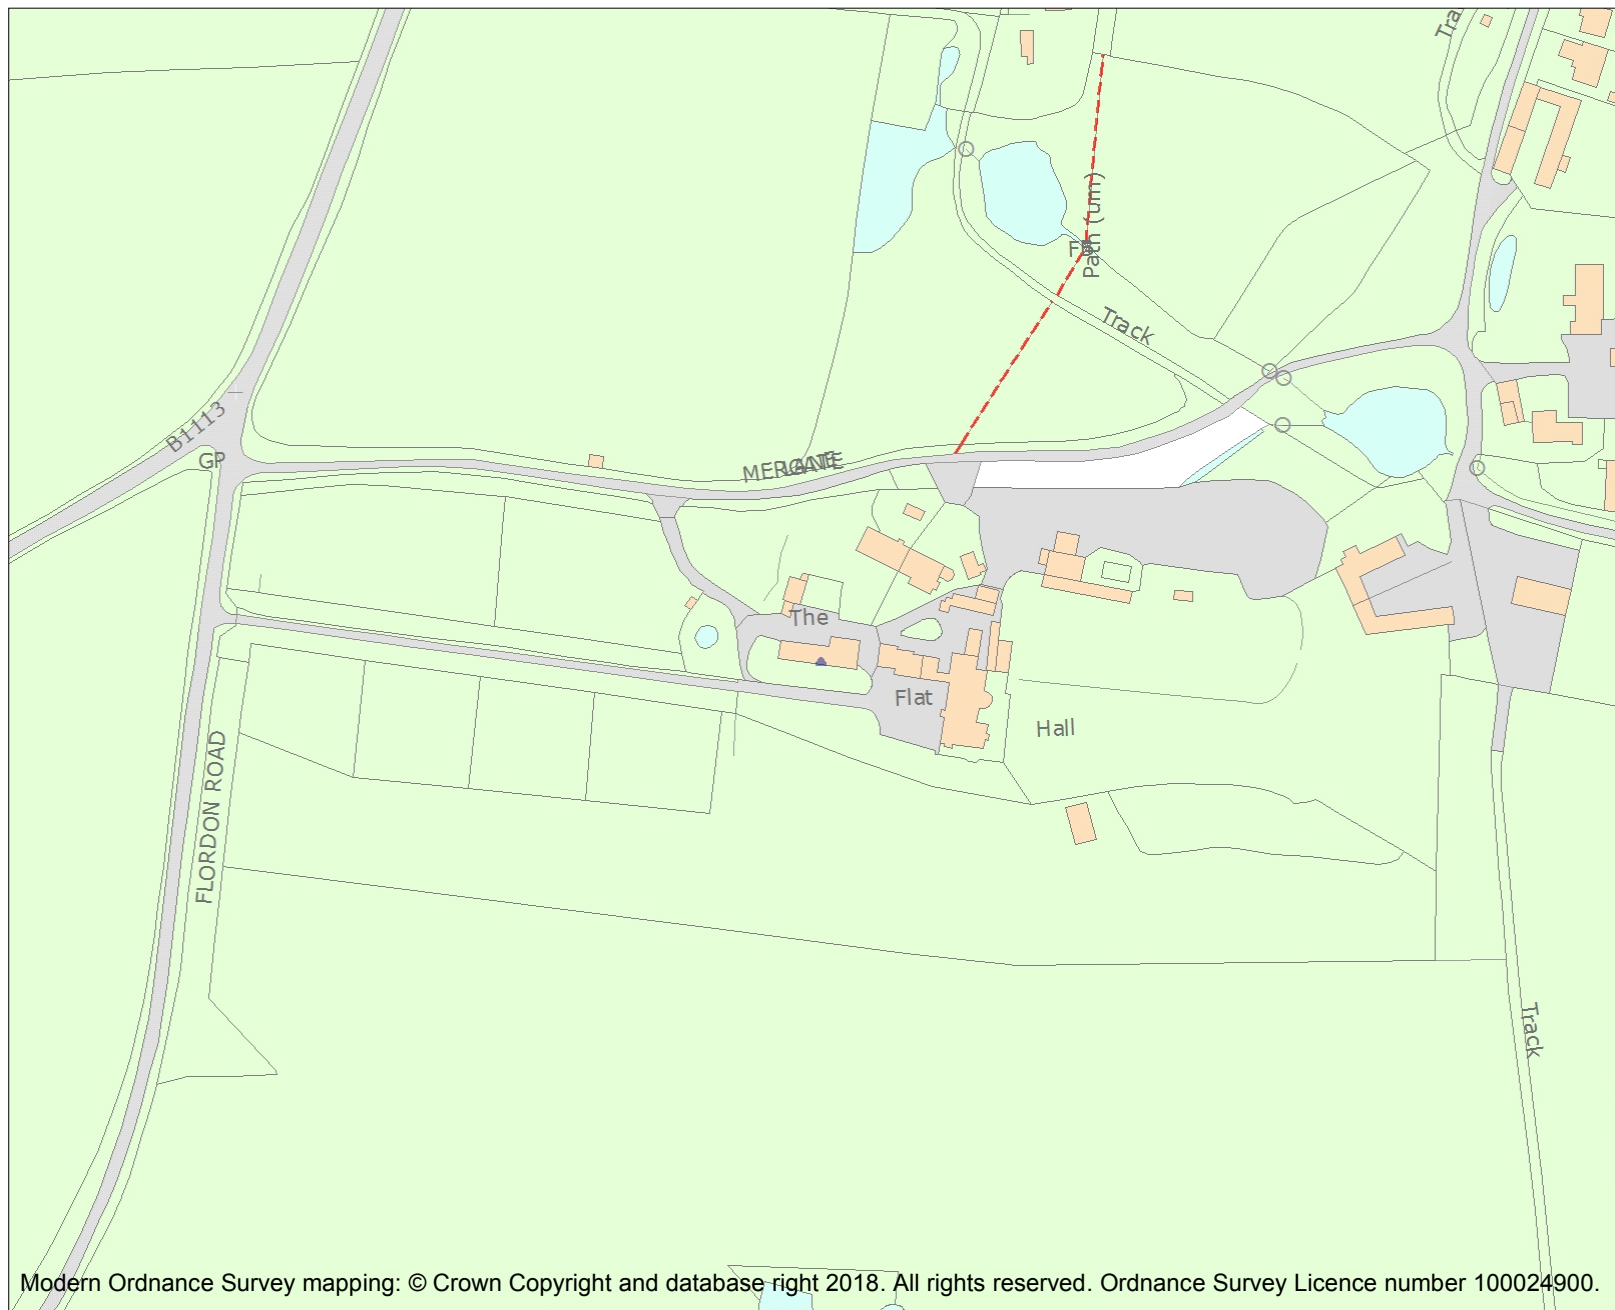 Tra
Path (um)
FB
Track
B1113
GP
MERGATE
LANE
The
Flat
Hall
FLORDON ROAD
Track
Modern Ordnance Survey mapping: © Crown Copyright and database right 2018. All rights reserved. Ordnance Survey Licence number 100024900.